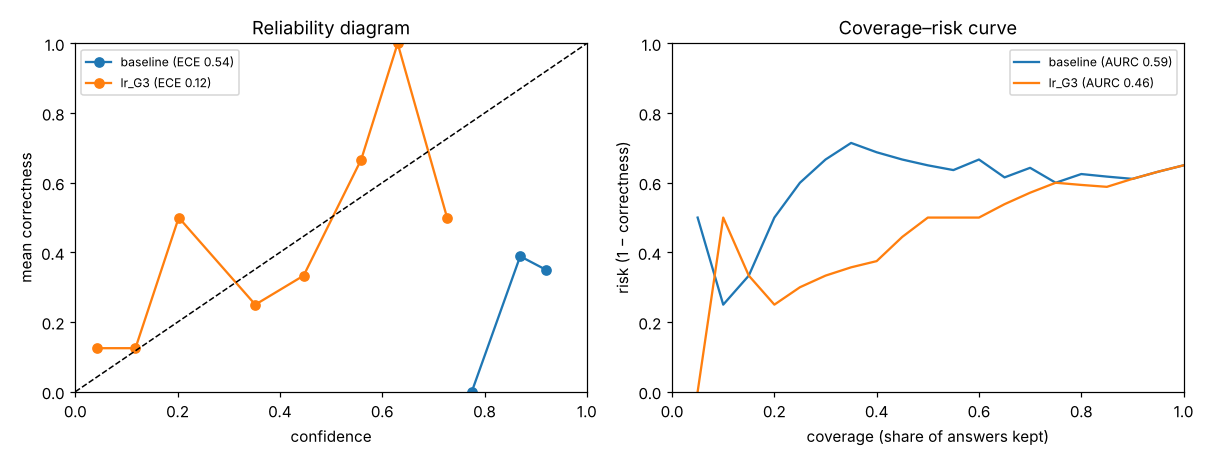 Reliability diagram
baseline (ECE 0.54)
lr_G3 (ECE 0.12)
mean correctness
0.0
0.2
0.4
0.6
0.8
1.0
0.0 0.2 0.4 0.6 0.8 1.0
confidence
Coverage–risk curve
baseline (AURC 0.59)
lr_G3 (AURC 0.46)
risk (1 − correctness)
0.0
0.2
0.4
0.6
0.8
1.0
0.0 0.2 0.4 0.6 0.8 1.0
coverage (share of answers kept)